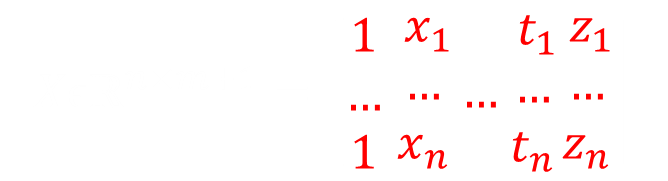 1 x₁ t₁ z₁
... ... ... ... ...
1 xₙ tₙ zₙ